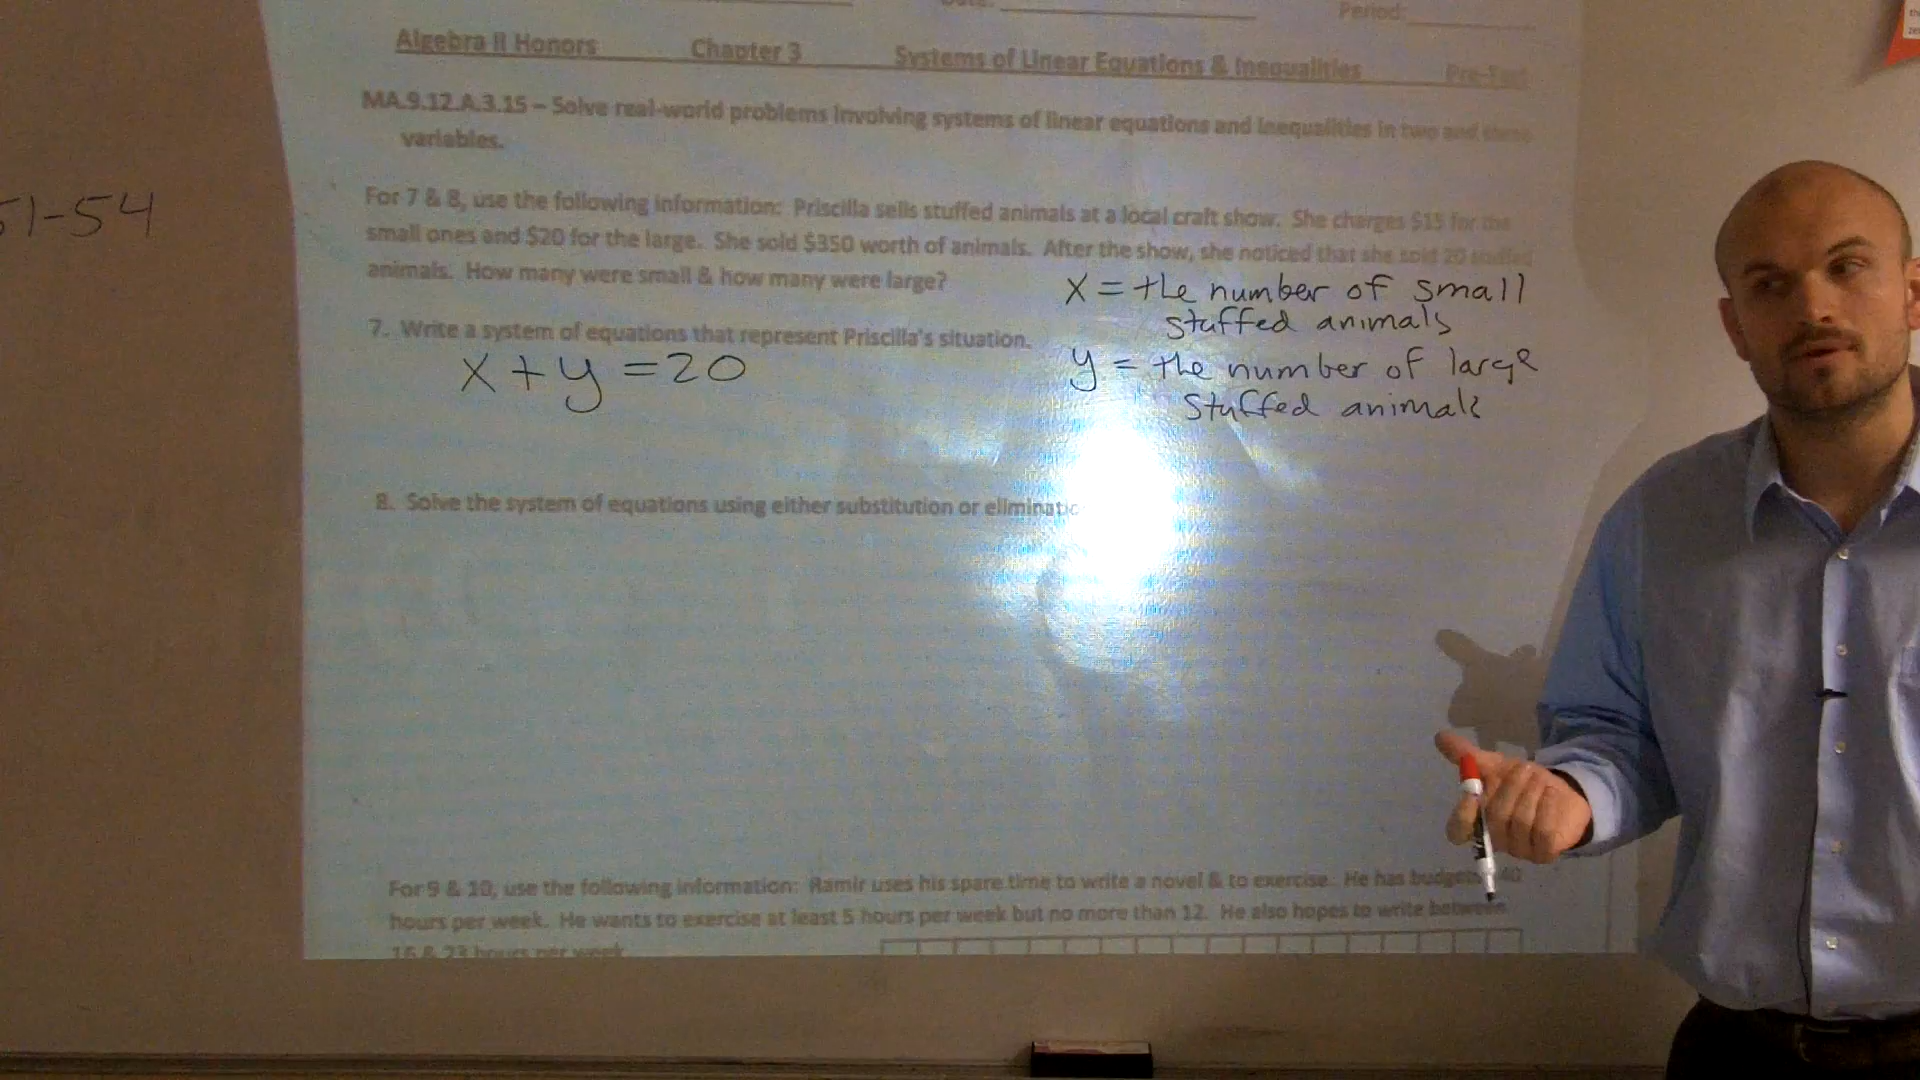 Date:
Period:
Algebra II Honors Chapter 3 Systems of Linear Equations & Inequalities Pre-Test
MA.9.12.A.3.15 – Solve real-world problems involving systems of linear equations and inequalities in two and three
variables.
51-54
For 7 & 8, use the following information: Priscilla sells stuffed animals at a local craft show. She charges $15 for the
small ones and $20 for the large. She sold $350 worth of animals. After the show, she noticed that she sold 20 stuffed
animals. How many were small & how many were large?
x = the number of small
stuffed animals
7. Write a system of equations that represent Priscilla's situation.
x + y = 20
y = the number of large
stuffed animals
8. Solve the system of equations using either substitution or eliminatio
For 9 & 10, use the following information: Ramir uses his spare time to write a novel & to exercise. He has budgeted 40
hours per week. He wants to exercise at least 5 hours per week but no more than 12. He also hopes to write between
16 & 23 hours per week.